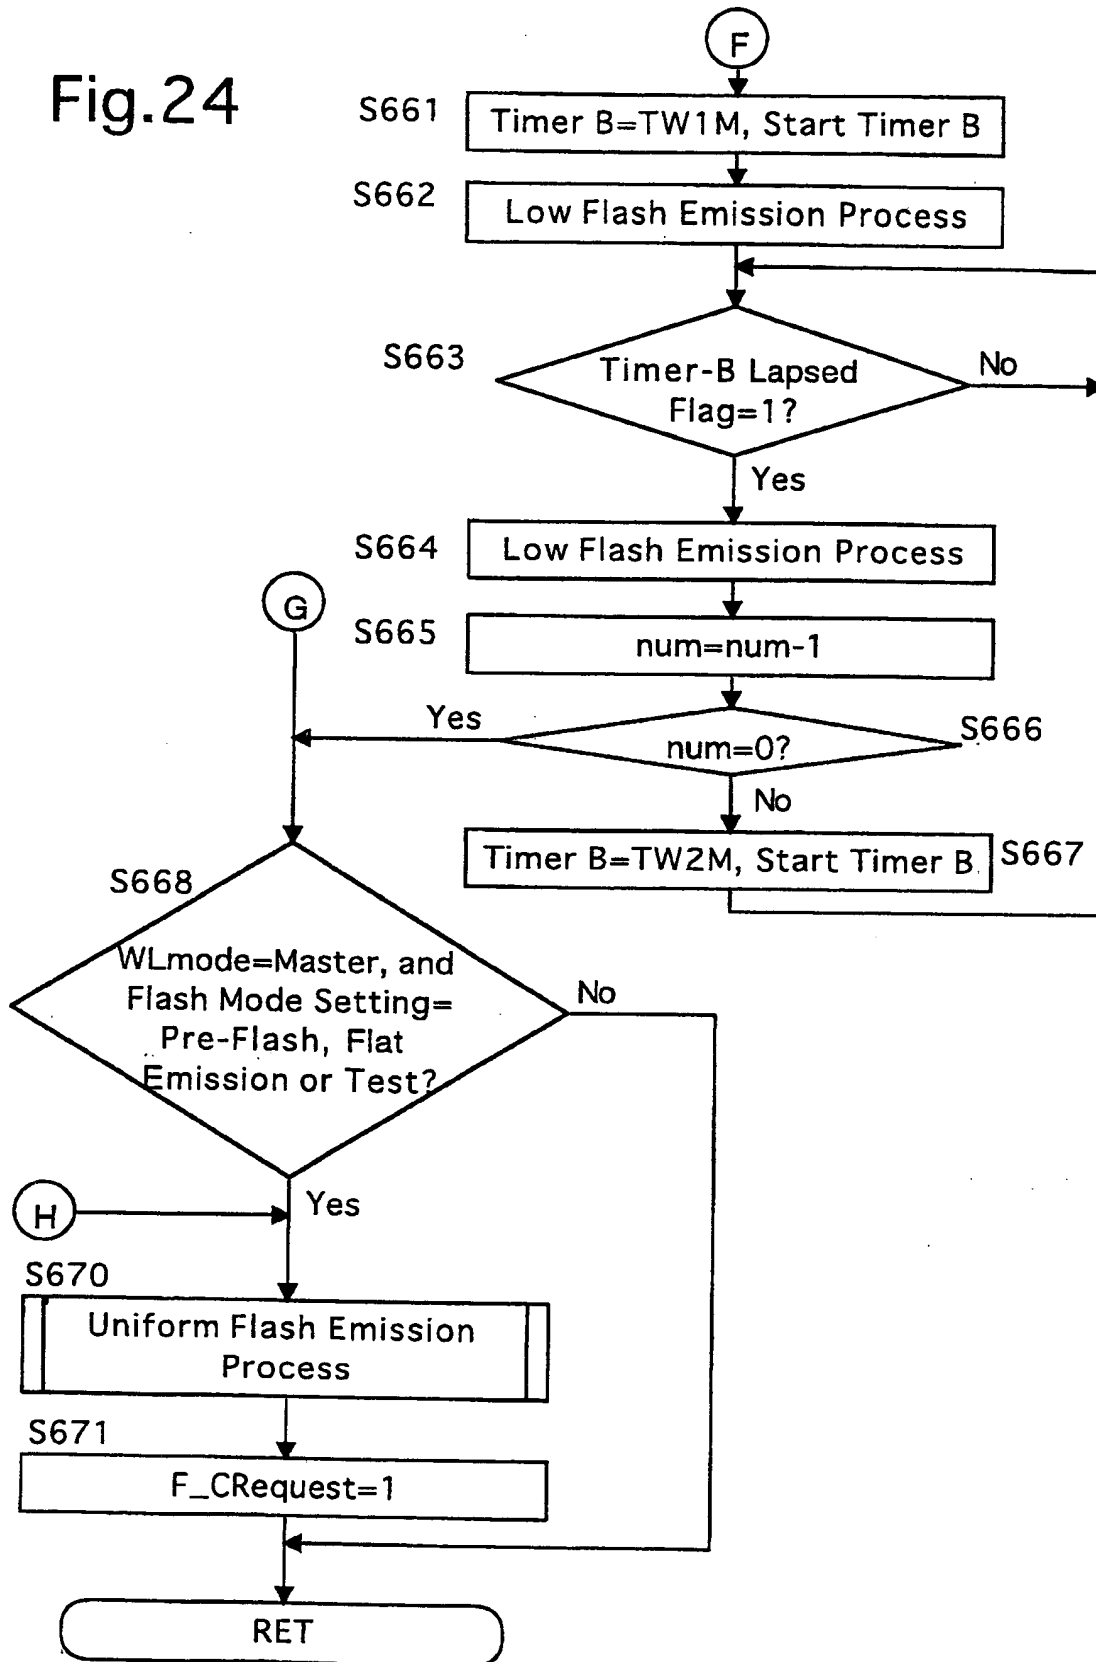 Fig.24
F
S661
Timer B=TW1M, Start Timer B
S662
Low Flash Emission Process
S663
Timer-B Lapsed
Flag=1?
No
Yes
S664
Low Flash Emission Process
G
S665
num=num-1
Yes
num=0?
S666
No
Timer B=TW2M, Start Timer B
S667
S668
WLmode=Master, and
Flash Mode Setting=
Pre-Flash, Flat
Emission or Test?
No
Yes
H
S670
Uniform Flash Emission
Process
S671
F_CRequest=1
RET